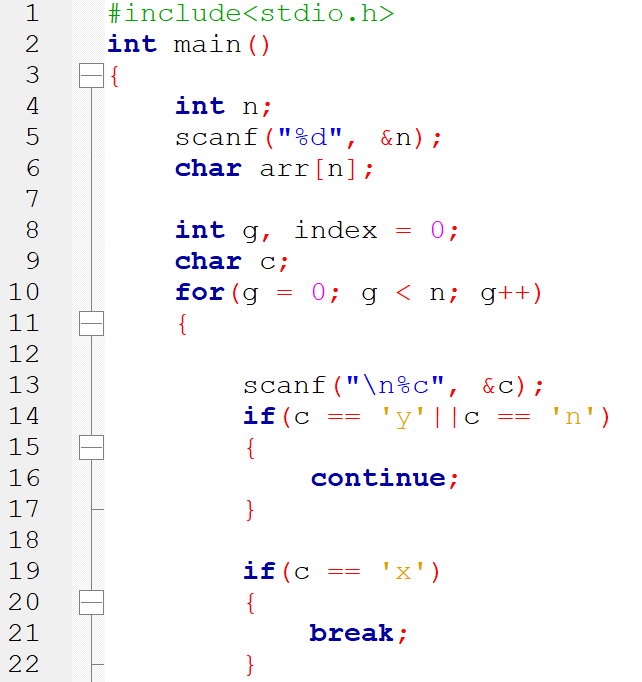 1 #include<stdio.h>
2 int main()
3 {
4 int n;
5 scanf("%d", &n);
6 char arr[n];
7
8 int g, index = 0;
9 char c;
10 for(g = 0; g < n; g++)
11 {
12
13 scanf("\n%c", &c);
14 if(c == 'y'||c == 'n')
15 {
16 continue;
17 }
18
19 if(c == 'x')
20 {
21 break;
22 }